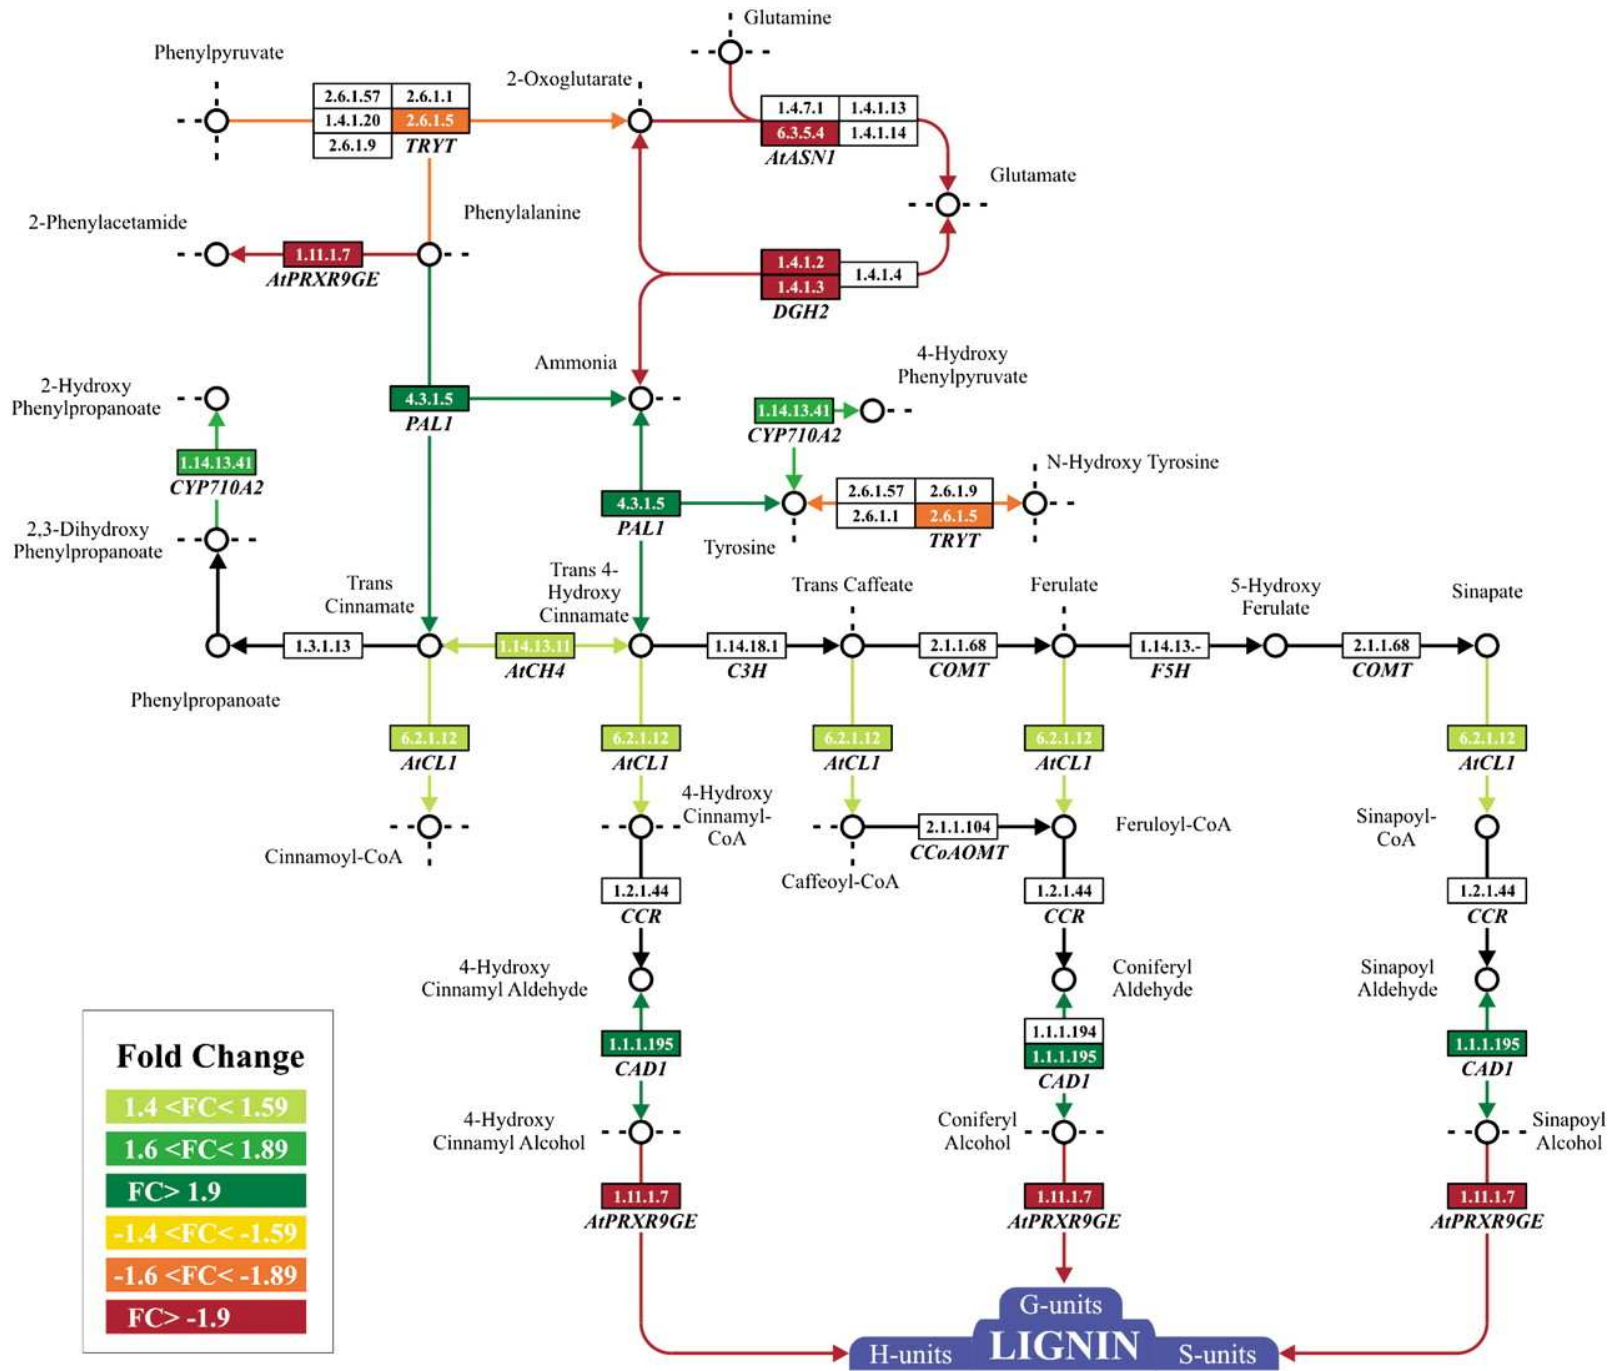 Glutamine
Phenylpyruvate
2-Oxoglutarate
2.6.1.57
2.6.1.1
1.4.1.20
2.6.1.5
2.6.1.9
TRYT
1.4.7.1
1.4.1.13
6.3.5.4
1.4.1.14
AtASN1
Glutamate
2-Phenylacetamide
Phenylalanine
1.11.1.7
AtPRXR9GE
1.4.1.2
1.4.1.4
1.4.1.3
DGH2
Ammonia
4-Hydroxy
Phenylpyruvate
2-Hydroxy
Phenylpropanoate
4.3.1.5
PAL1
1.14.13.41
CYP710A2
1.14.13.41
CYP710A2
N-Hydroxy Tyrosine
4.3.1.5
PAL1
2.6.1.57
2.6.1.9
2.6.1.1
2.6.1.5
TRYT
2,3-Dihydroxy
Phenylpropanoate
Tyrosine
Trans
Cinnamate
Trans 4-
Hydroxy
Cinnamate
Trans Caffeate
Ferulate
5-Hydroxy
Ferulate
Sinapate
1.3.1.13
1.14.13.11
AtCH4
1.14.18.1
C3H
2.1.1.68
COMT
1.14.13.-
F5H
2.1.1.68
COMT
Phenylpropanoate
6.2.1.12
AtCL1
6.2.1.12
AtCL1
6.2.1.12
AtCL1
6.2.1.12
AtCL1
6.2.1.12
AtCL1
Cinnamoyl-CoA
4-Hydroxy
Cinnamyl-
CoA
2.1.1.104
CCoAOMT
Caffeoyl-CoA
Feruloyl-CoA
Sinapoyl-
CoA
1.2.1.44
CCR
1.2.1.44
CCR
1.2.1.44
CCR
4-Hydroxy
Cinnamyl Aldehyde
Coniferyl
Aldehyde
Sinapoyl
Aldehyde
1.1.1.195
CAD1
1.1.1.194
1.1.1.195
CAD1
1.1.1.195
CAD1
4-Hydroxy
Cinnamyl Alcohol
Coniferyl
Alcohol
Sinapoyl
Alcohol
1.11.1.7
AtPRXR9GE
1.11.1.7
AtPRXR9GE
1.11.1.7
AtPRXR9GE
G-units
H-units
LIGNIN
S-units
Fold Change
1.4 <FC< 1.59
1.6 <FC< 1.89
FC> 1.9
-1.4 <FC< -1.59
-1.6 <FC< -1.89
FC> -1.9